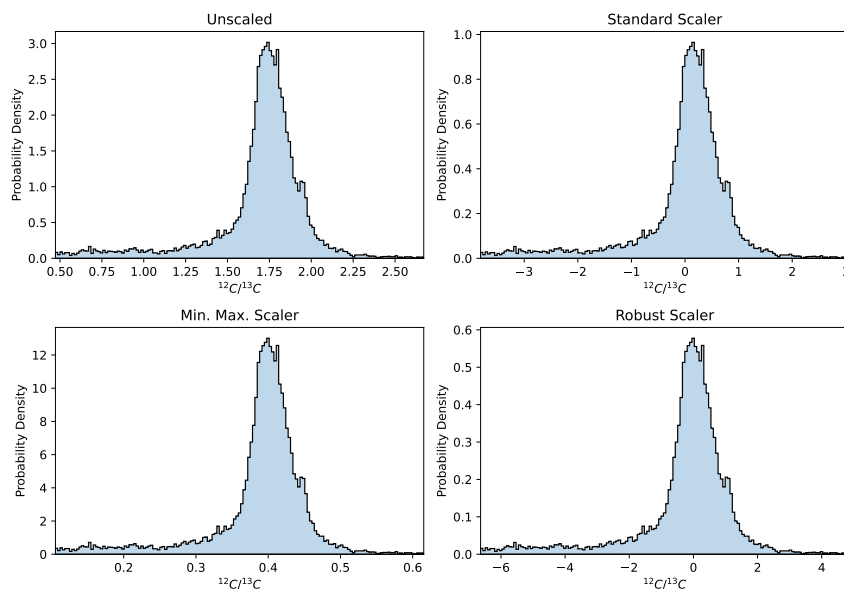 Unscaled
Probability Density
3.0
2.5
2.0
1.5
1.0
0.5
0.0
0.50 0.75 1.00 1.25 1.50 1.75 2.00 2.25 2.50
¹²C/¹³C
Standard Scaler
Probability Density
1.0
0.8
0.6
0.4
0.2
0.0
−3 −2 −1 0 1 2
¹²C/¹³C
Min. Max. Scaler
Probability Density
12
10
8
6
4
2
0
0.2 0.3 0.4 0.5 0.6
¹²C/¹³C
Robust Scaler
Probability Density
0.6
0.5
0.4
0.3
0.2
0.1
0.0
−6 −4 −2 0 2 4
¹²C/¹³C